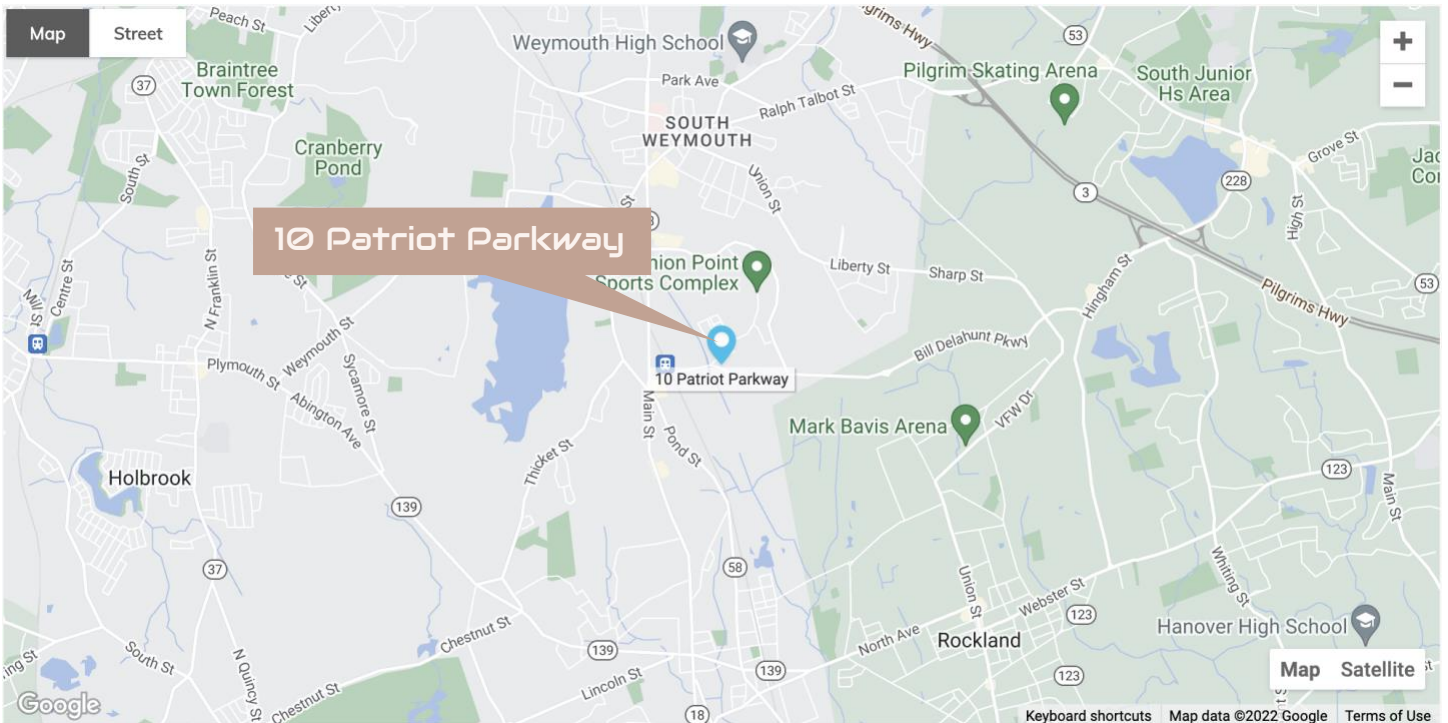 Map
Street
Peach St
Liberty
Weymouth High School
ilgrims Hwy
53
37
Braintree
Town Forest
Park Ave
Pilgrim Skating Arena
South Junior
Hs Area
Ralph Talbot St
SOUTH
WEYMOUTH
Cranberry
Pond
South St
Grove St
Union St
3
228
High St
10 Patriot Parkway
nion Point
Sports Complex
Liberty St
Sharp St
Hingham St
53
Centre St
Mill St
N Franklin St
Pilgrims Hwy
Weymouth St
Plymouth St
Sycamore St
Bill Delahunt Pkwy
10 Patriot Parkway
Abington Ave
Main St
Pond St
Mark Bavis Arena
VFW Dr
Thicket St
Holbrook
123
Main St
139
37
58
Union St
Whiting St
Webster St
123
Chestnut St
North Ave
Rockland
Hanover High School
139
139
South St
N Quincy St
Lincoln St
Chestnut St
123
Map
Satellite
18
Google
Keyboard shortcuts
Map data ©2022 Google
Terms of Use